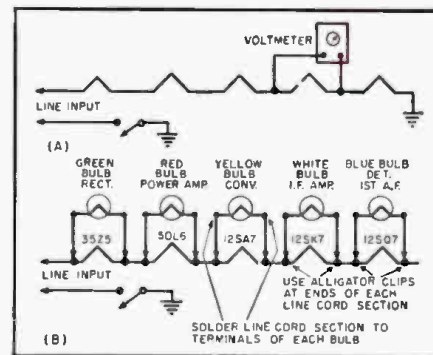 VOLTMETER
LINE INPUT
(A)
GREEN BULB RECT.
RED BULB POWER AMP.
YELLOW BULB CONV.
WHITE BULB I.F. AMP.
BLUE BULB DET. 1ST A.F.
35Z5
50L6
12SA7
12SK7
12SQ7
LINE INPUT
USE ALLIGATOR CLIPS
AT ENDS OF EACH
LINE CORD SECTION
(B)
SOLDER LINE CORD SECTION TO
TERMINALS OF EACH BULB